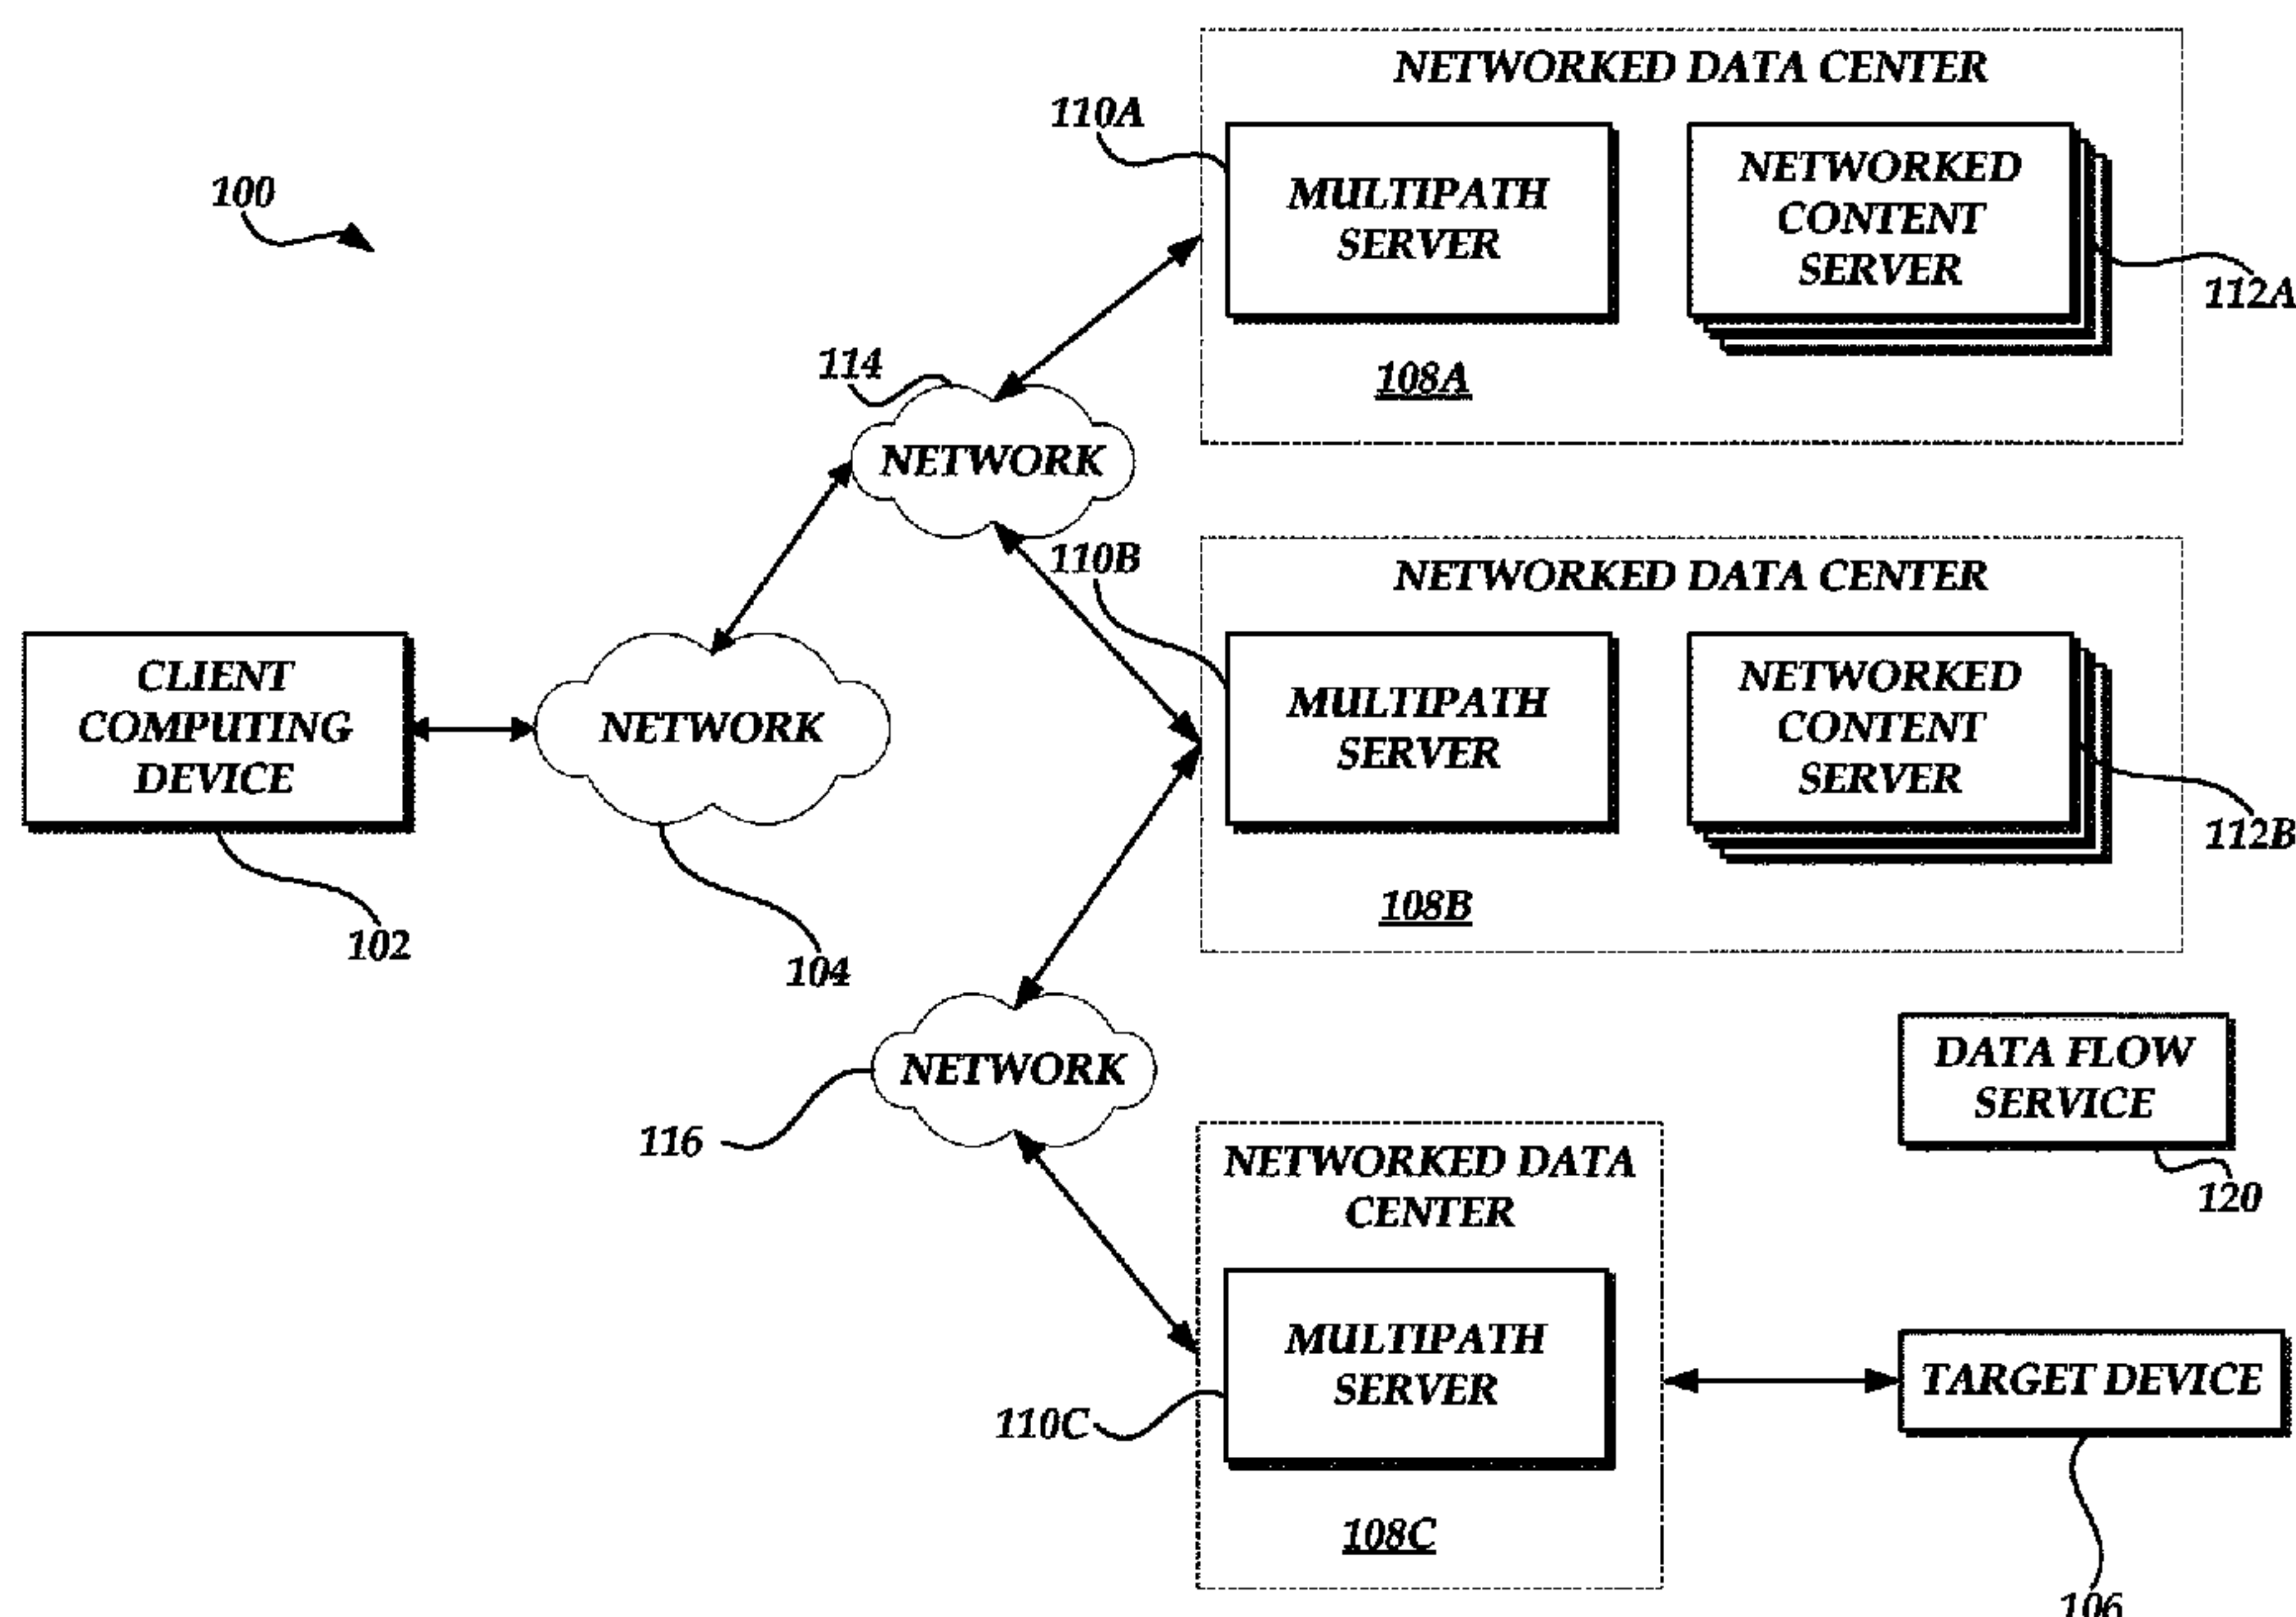 NETWORKED DATA CENTER
110A
MULTIPATH
SERVER
NETWORKED
CONTENT
SERVER
112A
108A
100
114
NETWORK
NETWORKED DATA CENTER
110B
MULTIPATH
SERVER
NETWORKED
CONTENT
SERVER
112B
108B
CLIENT
COMPUTING
DEVICE
102
NETWORK
104
NETWORK
116
DATA FLOW
SERVICE
120
NETWORKED DATA
CENTER
MULTIPATH
SERVER
110C
108C
TARGET DEVICE
106